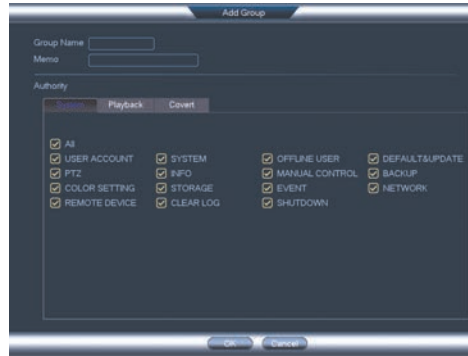 Add Group
Group Name
Memo
Authority
System Playback Covert
All
USER ACCOUNT SYSTEM OFFLINE USER DEFAULT&UPDATE
PTZ INFO MANUAL CONTROL BACKUP
COLOR SETTING STORAGE EVENT NETWORK
REMOTE DEVICE CLEAR LOG SHUTDOWN
OK Cancel